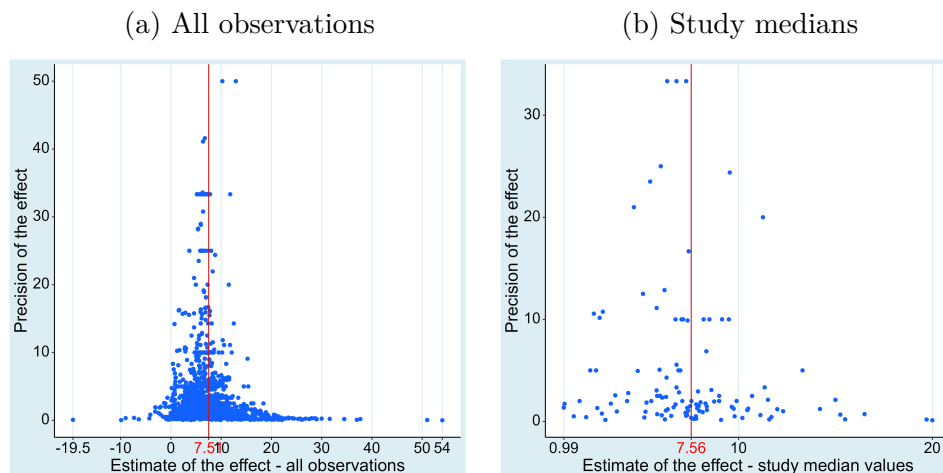 (a) All observations
(b) Study medians
Precision of the effect
50
40
30
20
10
0
-19.5 -10 0 7.51 10 20 30 40 50 54
Estimate of the effect - all observations
Precision of the effect
30
20
10
0
0.99 7.56 10 20
Estimate of the effect - study median values